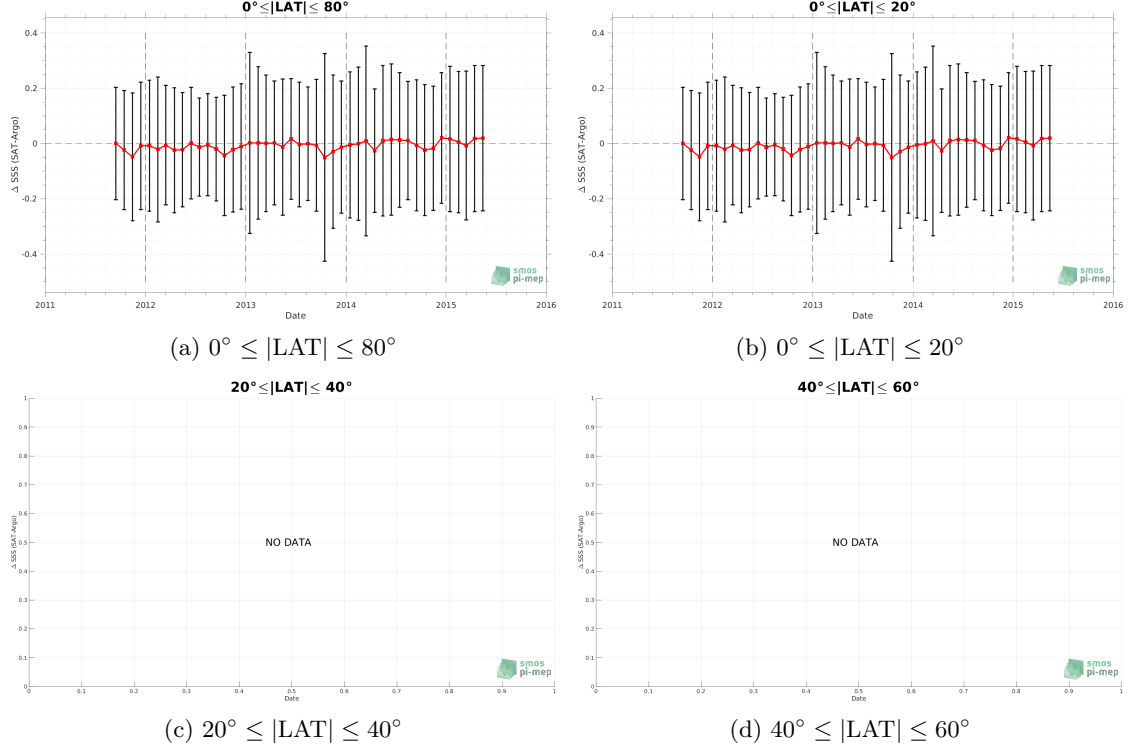 0°≤|LAT|≤ 80°
0.4
0.2
0
-0.2
-0.4
Δ SSS (SAT-Argo)
smos
pi-mep
2011 2012 2013 2014 2015 2016
Date
(a) 0° ≤ |LAT| ≤ 80°
0°≤|LAT|≤ 20°
0.4
0.2
0
-0.2
-0.4
Δ SSS (SAT-Argo)
smos
pi-mep
2011 2012 2013 2014 2015 2016
Date
(b) 0° ≤ |LAT| ≤ 20°
20°≤|LAT|≤ 40°
1
0.9
0.8
0.7
0.6
0.5
0.4
0.3
0.2
0.1
0
Δ SSS (SAT-Argo)
NO DATA
smos
pi-mep
0 0.1 0.2 0.3 0.4 0.5 0.6 0.7 0.8 0.9 1
Date
(c) 20° ≤ |LAT| ≤ 40°
40°≤|LAT|≤ 60°
1
0.9
0.8
0.7
0.6
0.5
0.4
0.3
0.2
0.1
0
Δ SSS (SAT-Argo)
NO DATA
smos
pi-mep
0 0.1 0.2 0.3 0.4 0.5 0.6 0.7 0.8 0.9 1
Date
(d) 40° ≤ |LAT| ≤ 60°